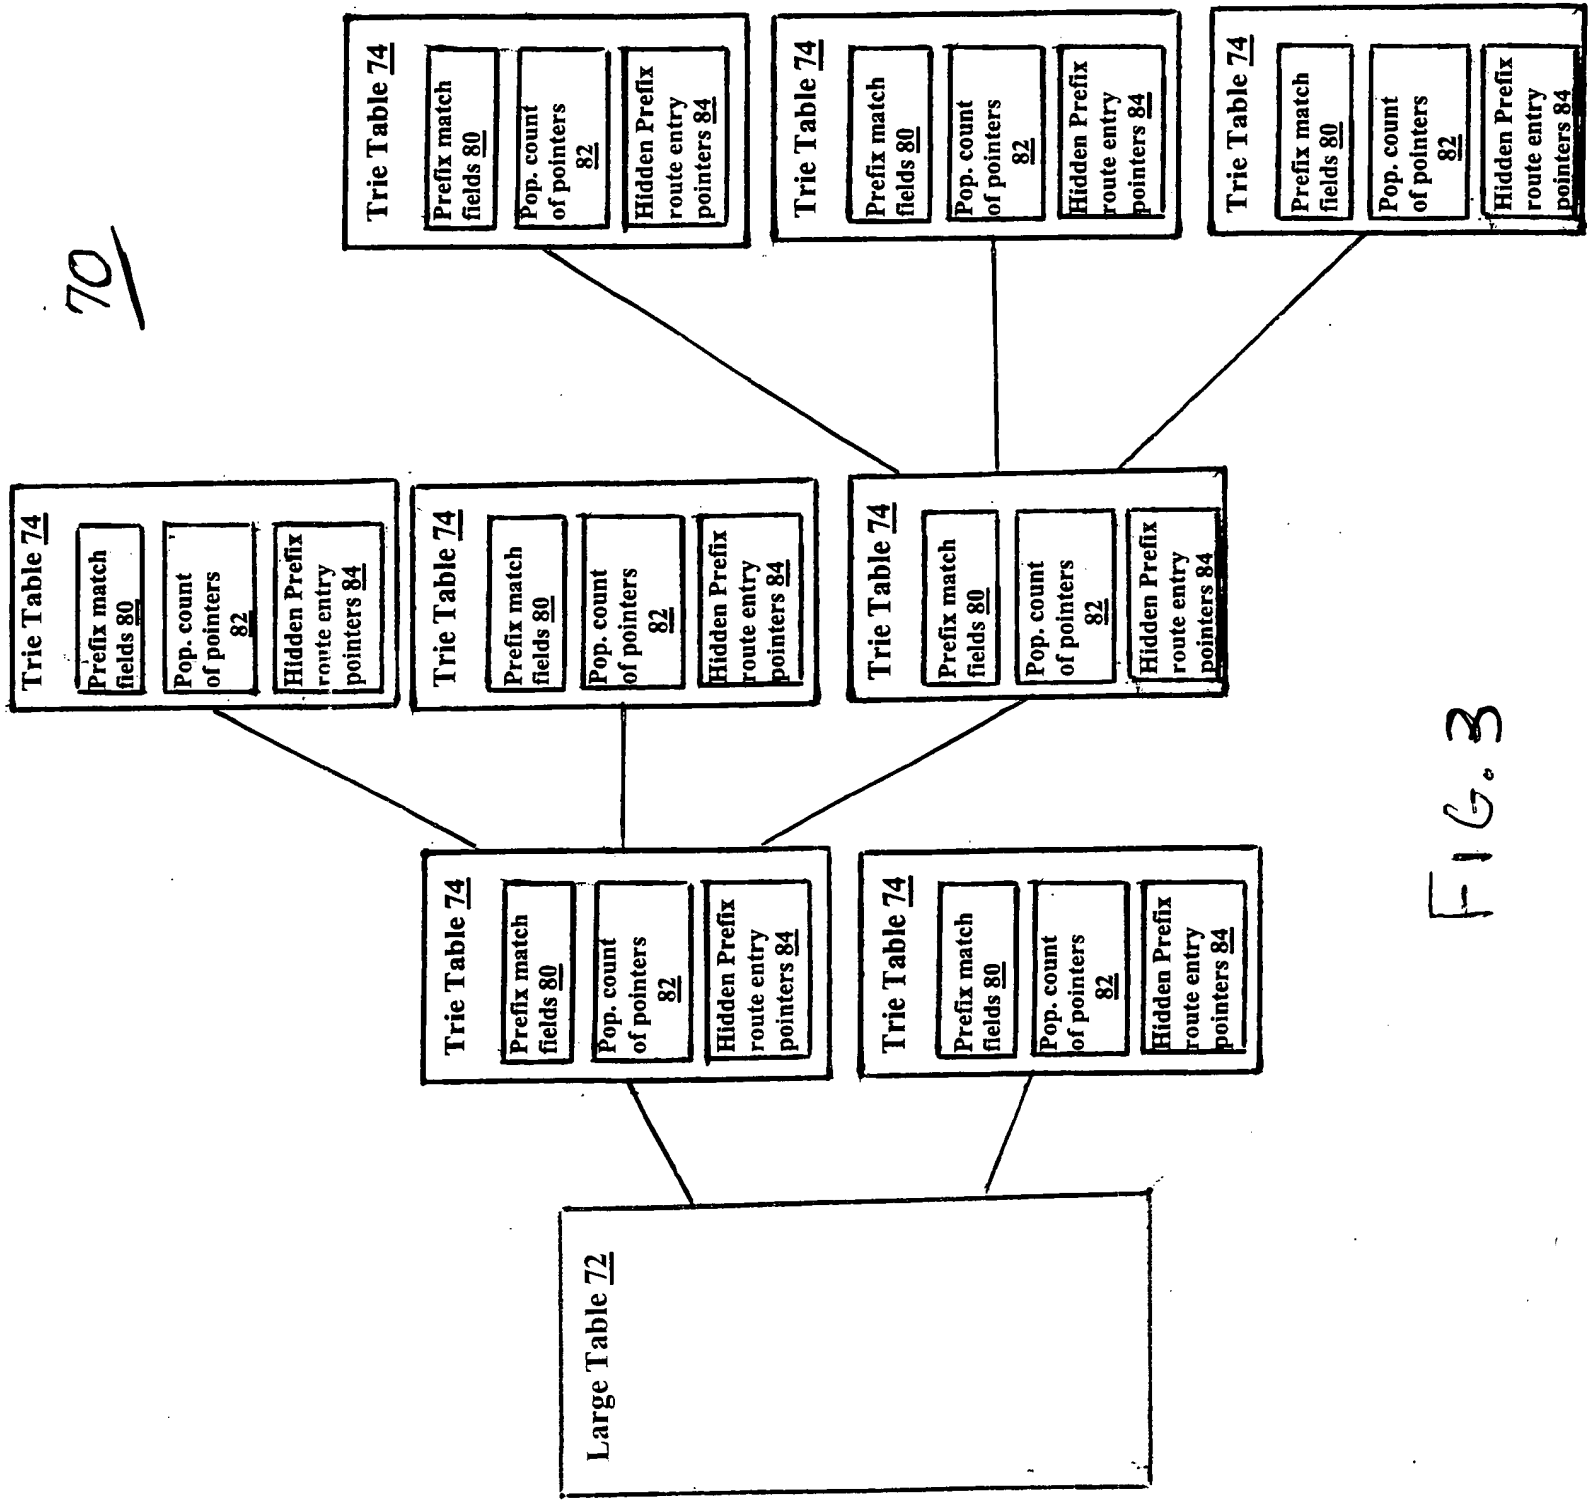 70
Large Table 72
Trie Table 74
Prefix match
fields 80
Pop. count
of pointers
82
Hidden Prefix
route entry
pointers 84
Trie Table 74
Prefix match
fields 80
Pop. count
of pointers
82
Hidden Prefix
route entry
pointers 84
Trie Table 74
Prefix match
fields 80
Pop. count
of pointers
82
Hidden Prefix
route entry
pointers 84
Trie Table 74
Prefix match
fields 80
Pop. count
of pointers
82
Hidden Prefix
route entry
pointers 84
Trie Table 74
Prefix match
fields 80
Pop. count
of pointers
82
Hidden Prefix
route entry
pointers 84
Trie Table 74
Prefix match
fields 80
Pop. count
of pointers
82
Hidden Prefix
route entry
pointers 84
Trie Table 74
Prefix match
fields 80
Pop. count
of pointers
82
Hidden Prefix
route entry
pointers 84
Trie Table 74
Prefix match
fields 80
Pop. count
of pointers
82
Hidden Prefix
route entry
pointers 84
FIG. 3